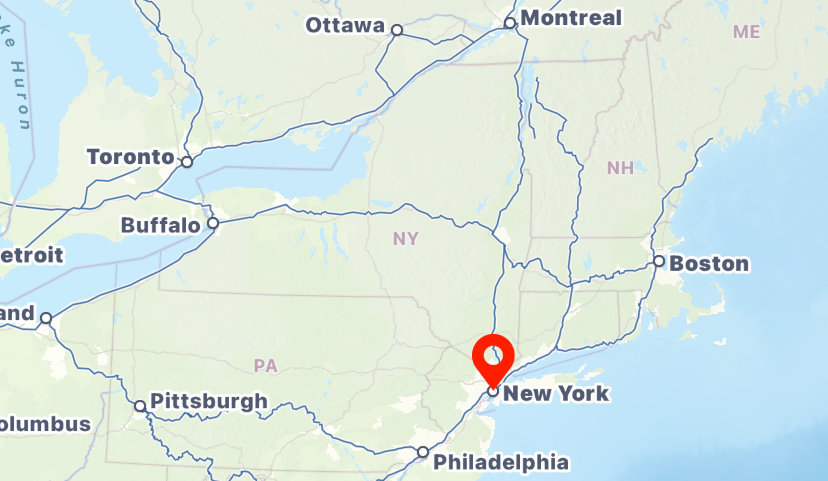 Ottawa
Montreal
ME
ke Huron
Toronto
NH
Buffalo
NY
etroit
Boston
and
PA
New York
Pittsburgh
olumbus
Philadelphia